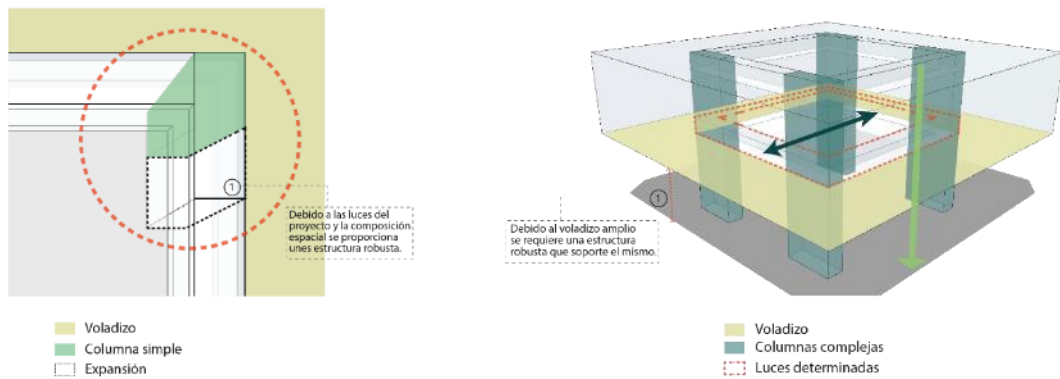 1
Debido a las luces del
proyecto y la composición
espacial se proporciona
unes estructura robusta.
Voladizo
Columna simple
Expansión
1
Debido al voladizo amplio
se requiere una estructura
robusta que soporte el mismo.
Voladizo
Columnas complejas
Luces determinadas